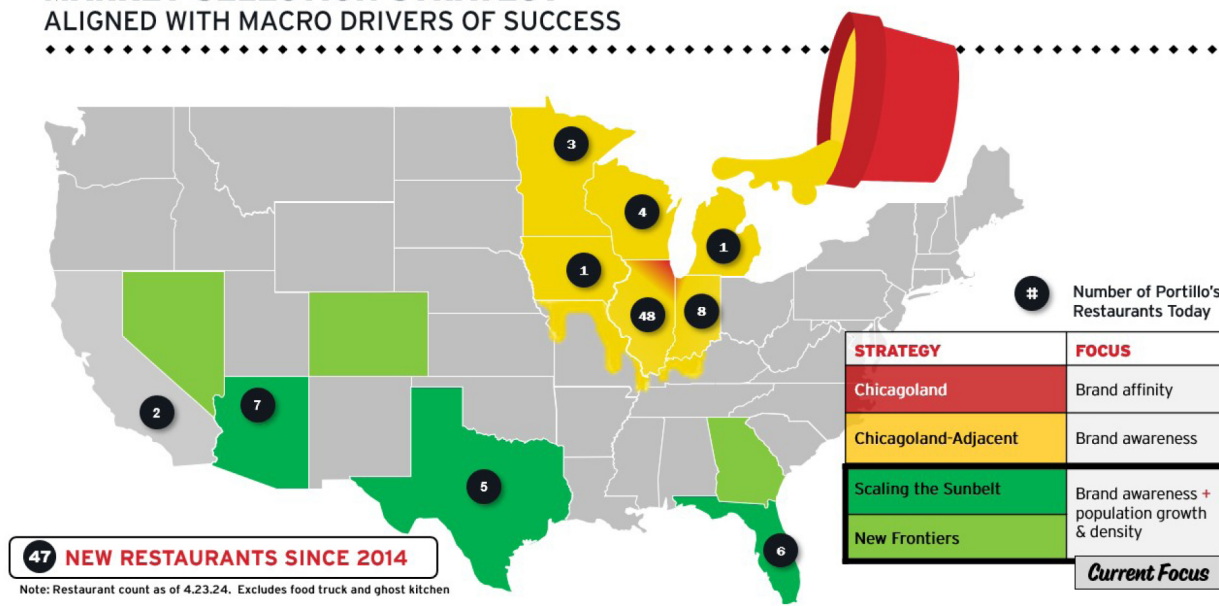 ALIGNED WITH MACRO DRIVERS OF SUCCESS
3
4
1
1
48
8
2
7
5
6
# Number of Portillo's
Restaurants Today
STRATEGY FOCUS
Chicagoland Brand affinity
Chicagoland-Adjacent Brand awareness
Scaling the Sunbelt
New Frontiers
Brand awareness +
population growth
& density
Current Focus
47 NEW RESTAURANTS SINCE 2014
Note: Restaurant count as of 4.23.24. Excludes food truck and ghost kitchen